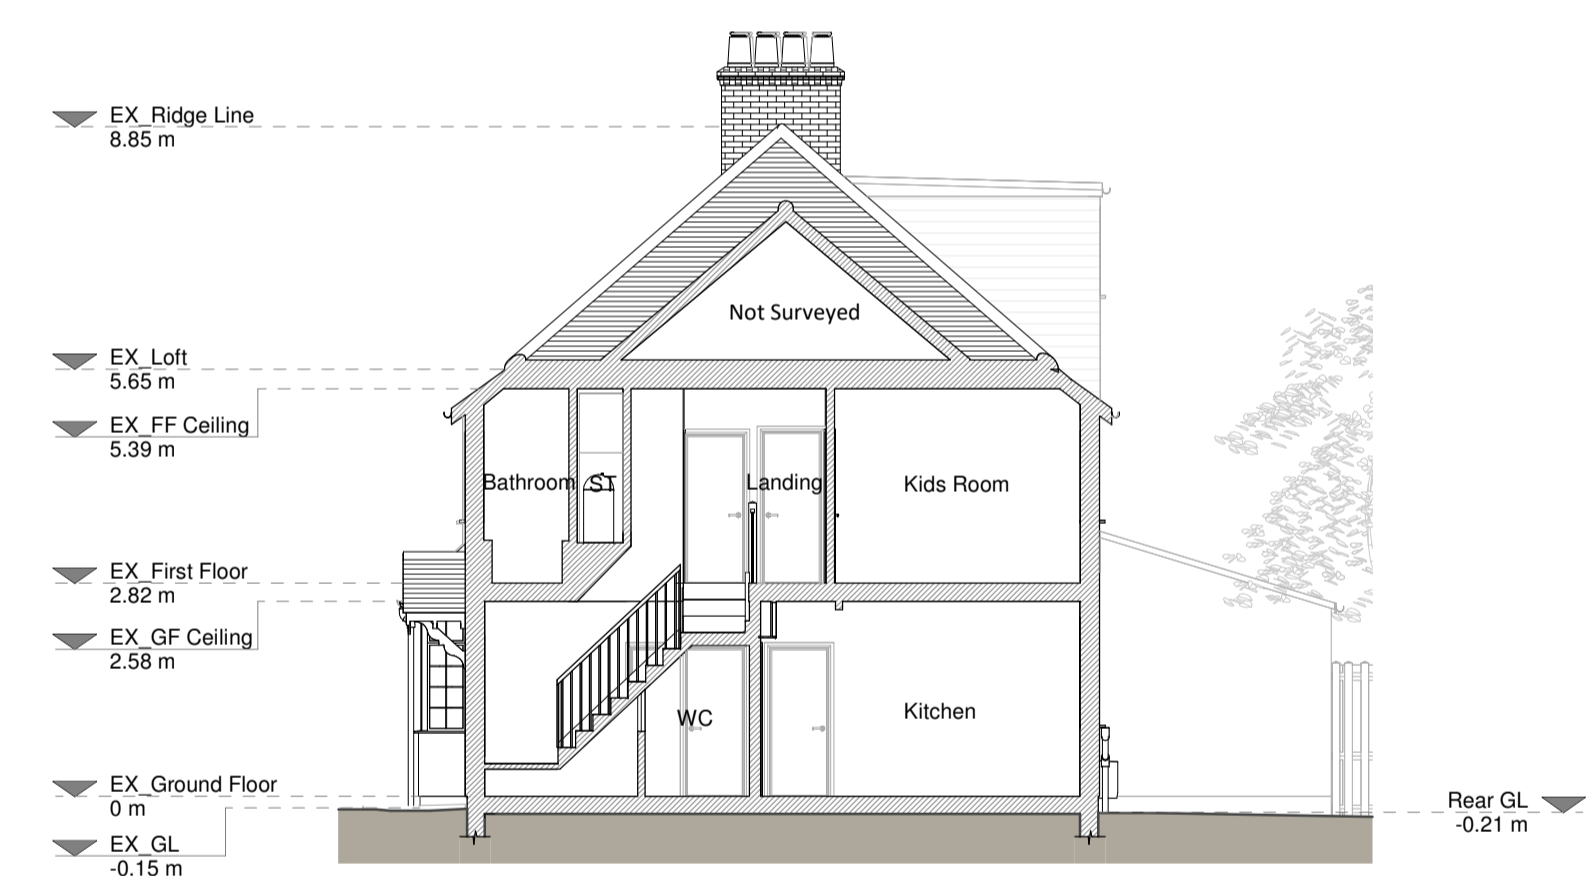 EX_Ridge Line
8.85 m
Not Surveyed
EX_Loft
5.65 m
EX_FF Ceiling
5.39 m
Bathroom
ST
Landing
Kids Room
EX_First Floor
2.82 m
EX_GF Ceiling
2.58 m
WC
Kitchen
EX_Ground Floor
0 m
Rear GL
-0.21 m
EX_GL
-0.15 m